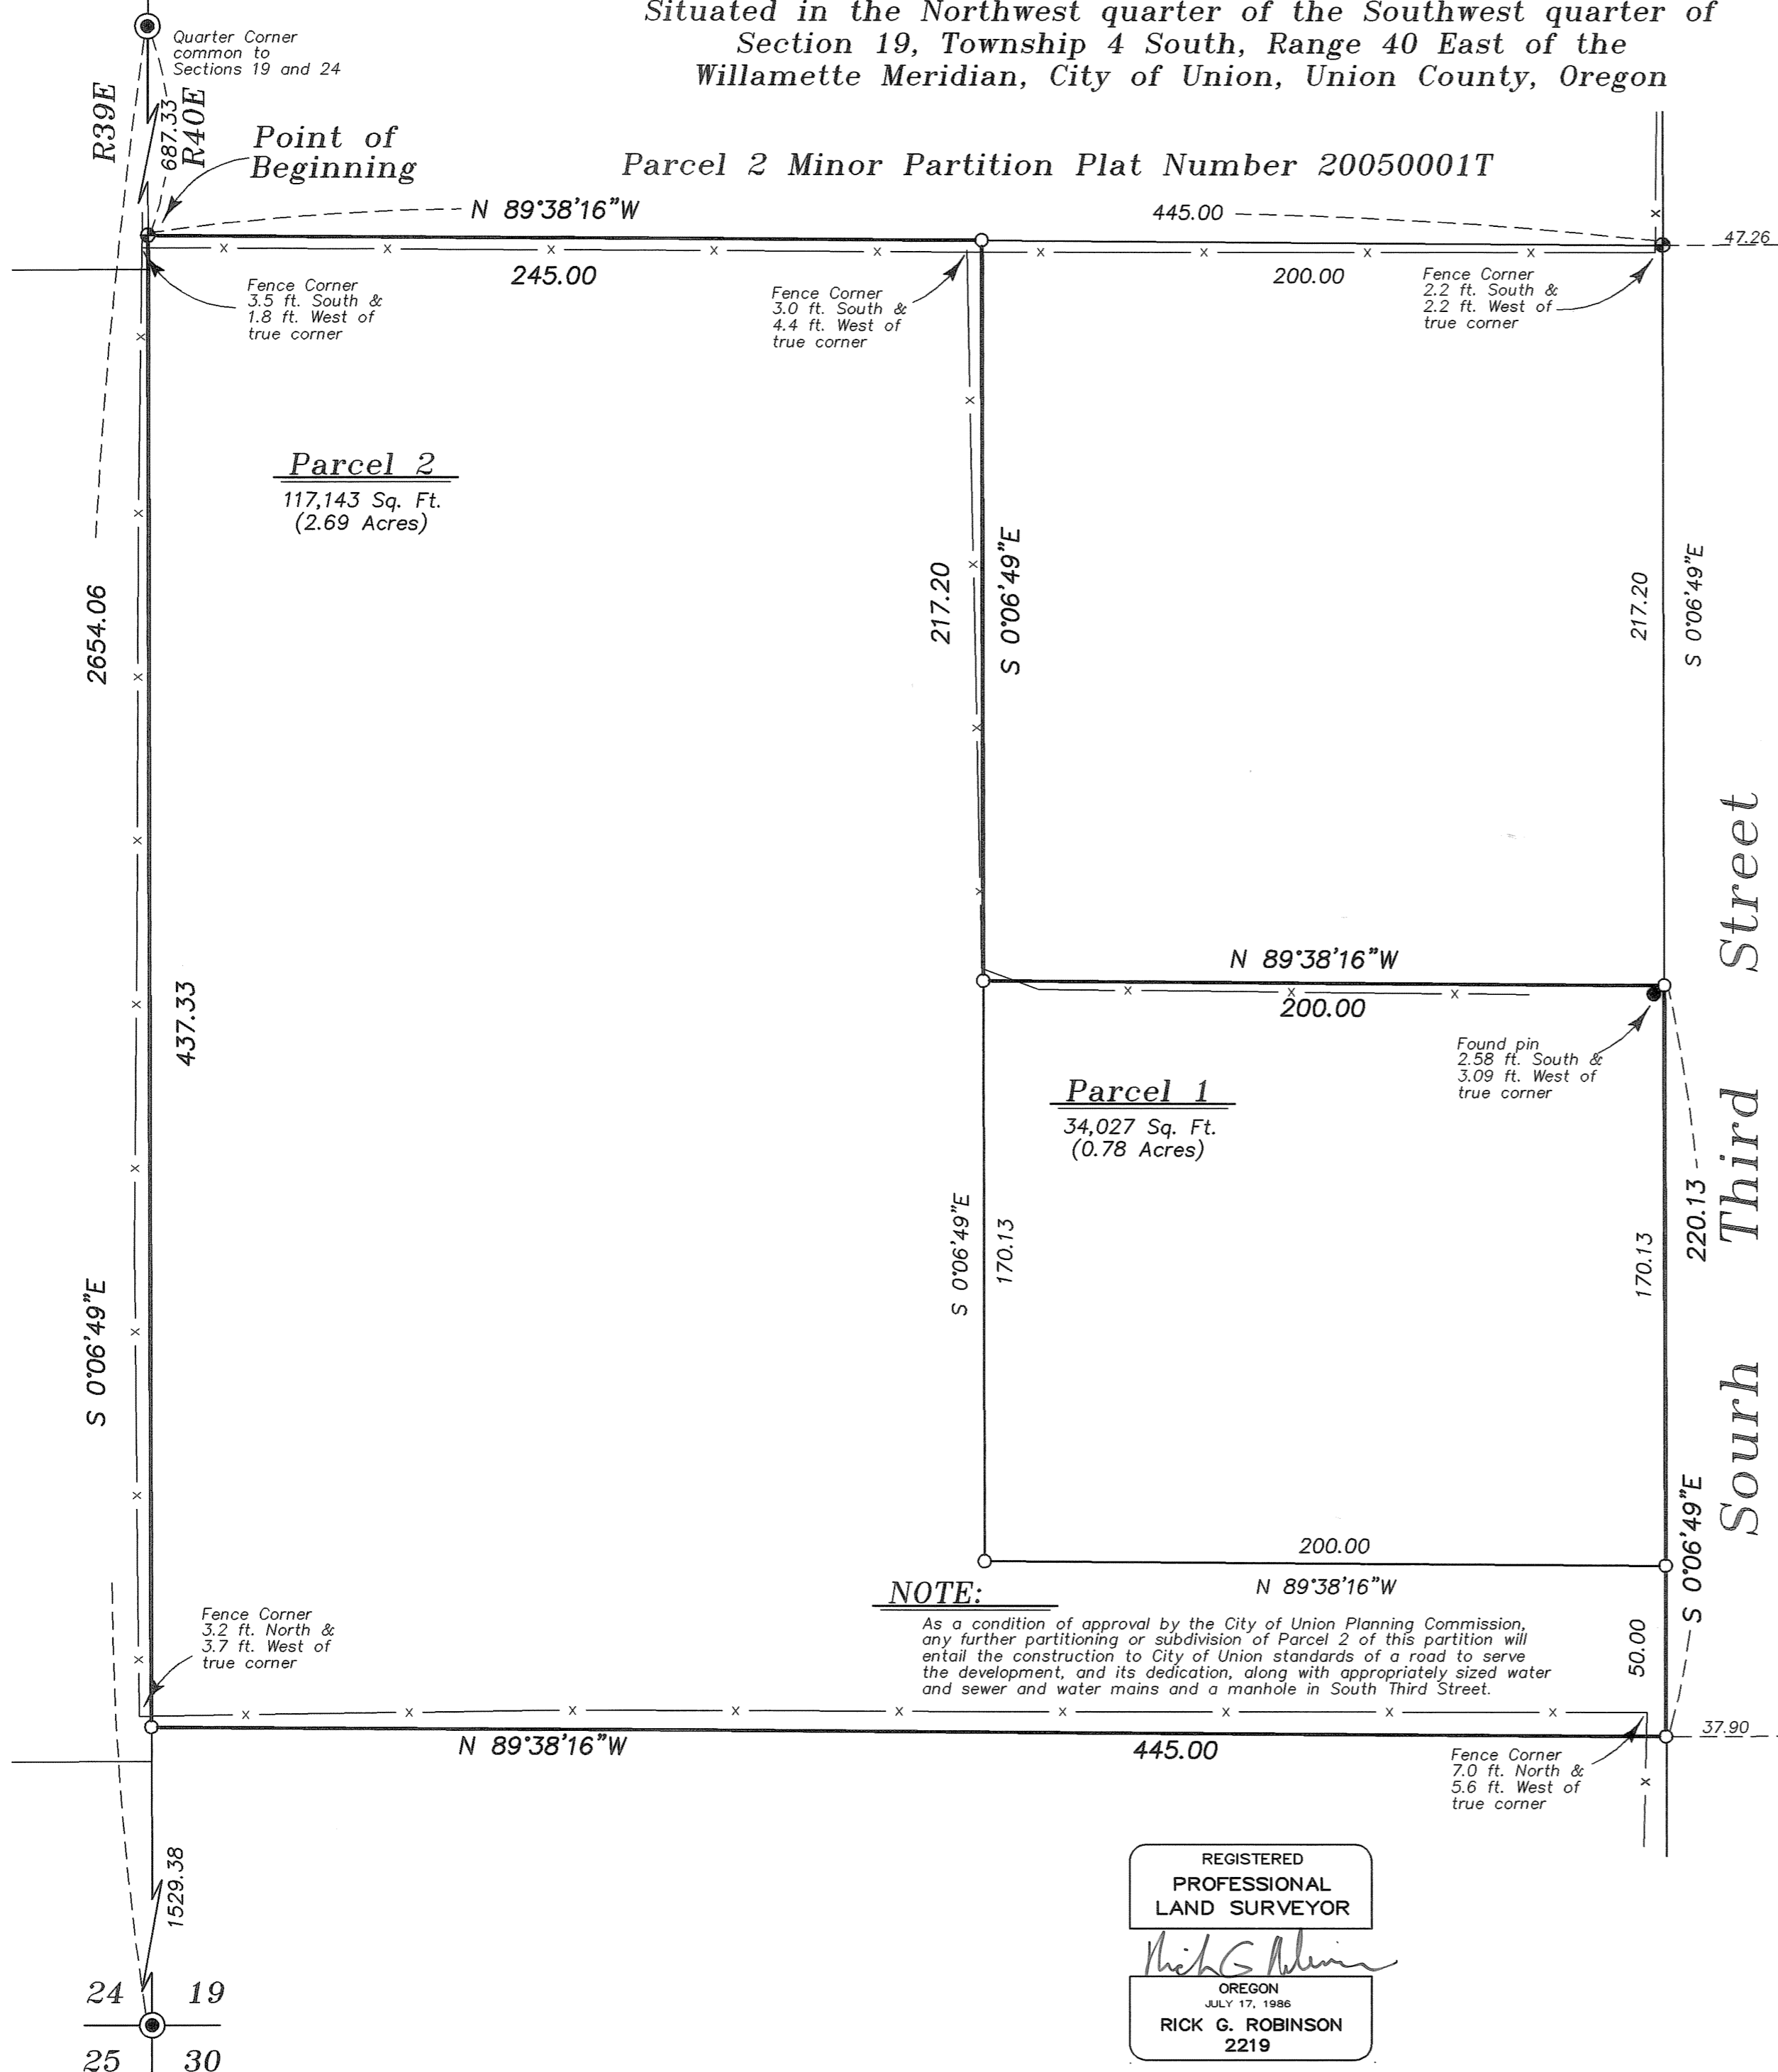 Situated in the Northwest quarter of the Southwest quarter of
Section 19, Township 4 South, Range 40 East of the
Willamette Meridian, City of Union, Union County, Oregon
Quarter Corner
common to
Sections 19 and 24
R39E
687.33
R40E
Point of
Beginning
Parcel 2 Minor Partition Plat Number 20050001T
N 89°38'16"W
445.00
47.26
245.00
200.00
Fence Corner
3.5 ft. South &
1.8 ft. West of
true corner
Fence Corner
3.0 ft. South &
4.4 ft. West of
true corner
Fence Corner
2.2 ft. South &
2.2 ft. West of
true corner
Parcel 2
117,143 Sq. Ft.
(2.69 Acres)
2654.06
217.20
S 0°06'49"E
217.20
S 0°06'49"E
437.33
N 89°38'16"W
200.00
Found pin
2.58 ft. South &
3.09 ft. West of
true corner
Parcel 1
34,027 Sq. Ft.
(0.78 Acres)
S 0°06'49"E
170.13
170.13
220.13
Sourh Third Street
S 0°06'49"E
200.00
N 89°38'16"W
S 0°06'49"E
50.00
NOTE:
As a condition of approval by the City of Union Planning Commission,
any further partitioning or subdivision of Parcel 2 of this partition will
entail the construction to City of Union standards of a road to serve
the development, and its dedication, along with appropriately sized water
and sewer and water mains and a manhole in South Third Street.
Fence Corner
3.2 ft. North &
3.7 ft. West of
true corner
N 89°38'16"W
445.00
37.90
Fence Corner
7.0 ft. North &
5.6 ft. West of
true corner
1529.38
24 19
25 30
REGISTERED
PROFESSIONAL
LAND SURVEYOR
Rick G Robinson
OREGON
JULY 17, 1986
RICK G. ROBINSON
2219